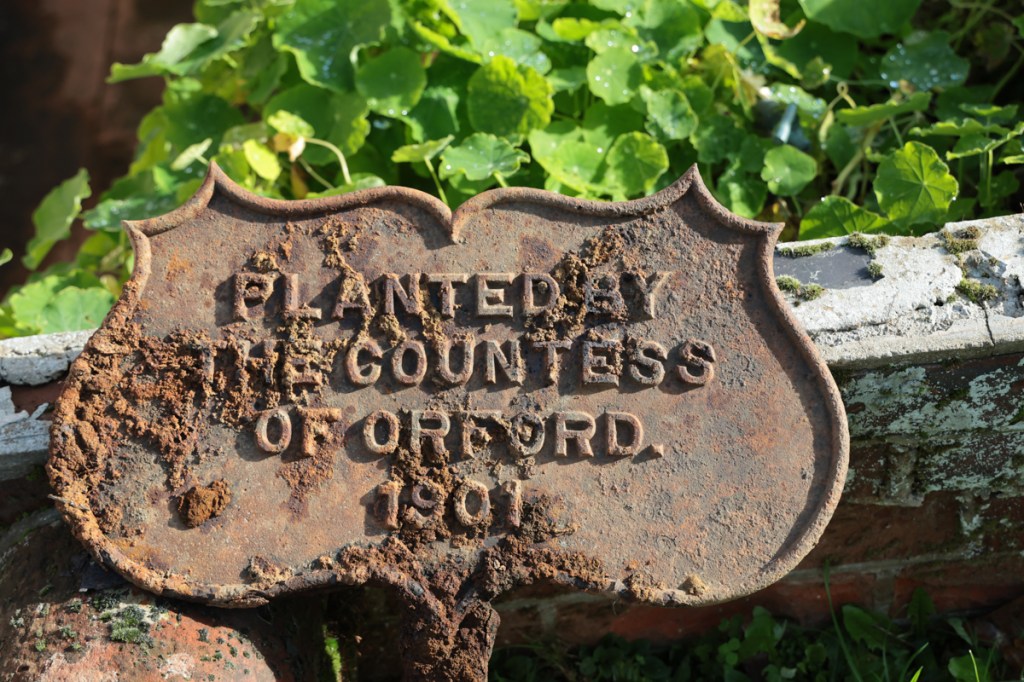 PLANTED BY
THE COUNTESS
OF ORFORD.
1901